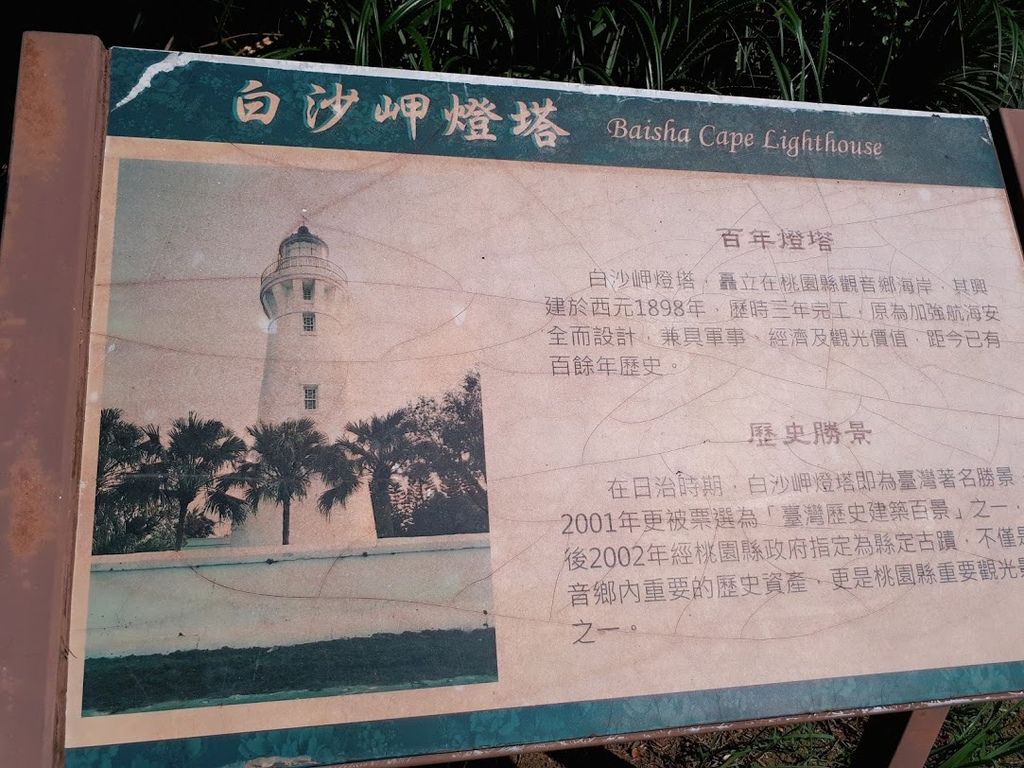 白沙岬燈塔 Baisha Cape Lighthouse
百年燈塔
白沙岬燈塔，矗立在桃園縣觀音鄉海岸，其興
建於西元1898年，歷時三年完工，原為加強航海安
全而設計，兼具軍事、經濟及觀光價值，距今已有
百餘年歷史。
歷史勝景
在日治時期，白沙岬燈塔即為臺灣著名勝景
2001年更被票選為「臺灣歷史建築百景」之一，
後2002年經桃園縣政府指定為縣定古蹟，不僅是
音鄉內重要的歷史資產，更是桃園縣重要觀光
之一。